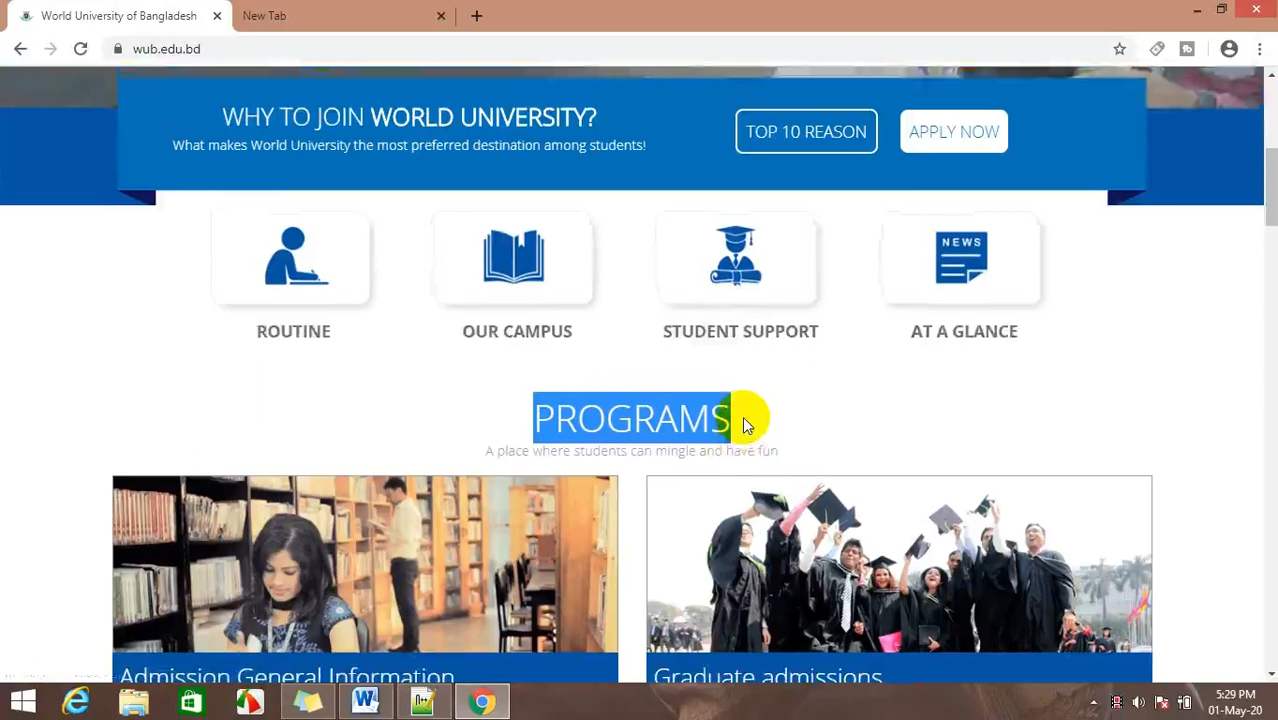 World University of Bangladesh
New Tab
wub.edu.bd
WHY TO JOIN WORLD UNIVERSITY?
What makes World University the most preferred destination among students!
TOP 10 REASON
APPLY NOW
NEWS
ROUTINE
OUR CAMPUS
STUDENT SUPPORT
AT A GLANCE
PROGRAMS
A place where students can mingle and have fun
Admission General Information
Graduate admissions
5:29 PM
01-May-20